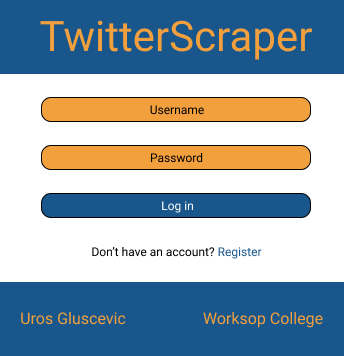 TwitterScraper
Username
Password
Log in
Don't have an account? Register
Uros Gluscevic
Worksop College